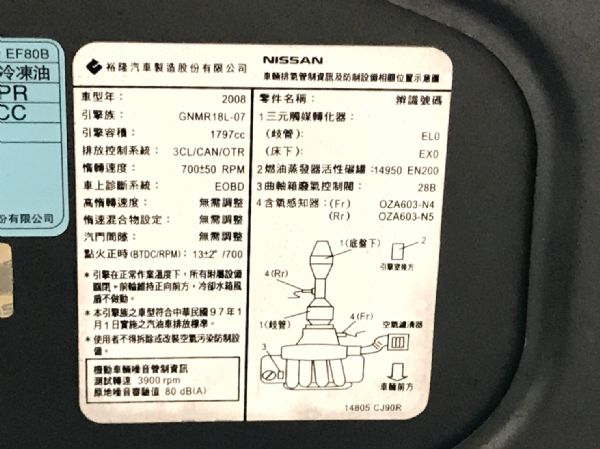 EF80B
冷凍油
PR
CC
份有限公司
裕隆汽車製造股份有限公司
NISSAN
車輛排氣管制資訊及防制設備相關位置示意圖
車型年： 2008
引擎族： GNMR18L-07
引擎容積： 1797cc
排放控制系統： 3CL/CAN/OTR
惰轉速度： 700±50 RPM
車上診斷系統： EOBD
高惰轉速度： 無需調整
惰速混合物設定： 無需調整
汽門間隙： 無需調整
點火正時(BTDC/RPM)： 13±2°/700
*引擎在正常作業溫度下，所有附屬設備
關閉。前輪維持正向前方，冷卻水箱風
扇不做動。
*本引擎族之車型符合中華民國97年1
月1日實施之汽油車排放標準。
*使用者不得拆除或改裝空氣污染防制設
備。
機動車輛噪音管制資訊
測試轉速 3900rpm
原地噪音審驗值 80 dB(A)
零件名稱： 辨識號碼
1三元觸媒轉化器：
(歧管)： EL0
(床下)： EX0
2燃油蒸發器活性碳罐：14950 EN200
3曲軸箱廢氣控制閥： 28B
4含氧感知器：(Fr) OZA603-N4
(Rr) OZA603-N5
1(底盤下)
2
引擎室後方
4(Rr)
4(Fr)
1(歧管)
空氣濾清器
3
車輛前方
14805 CJ90R